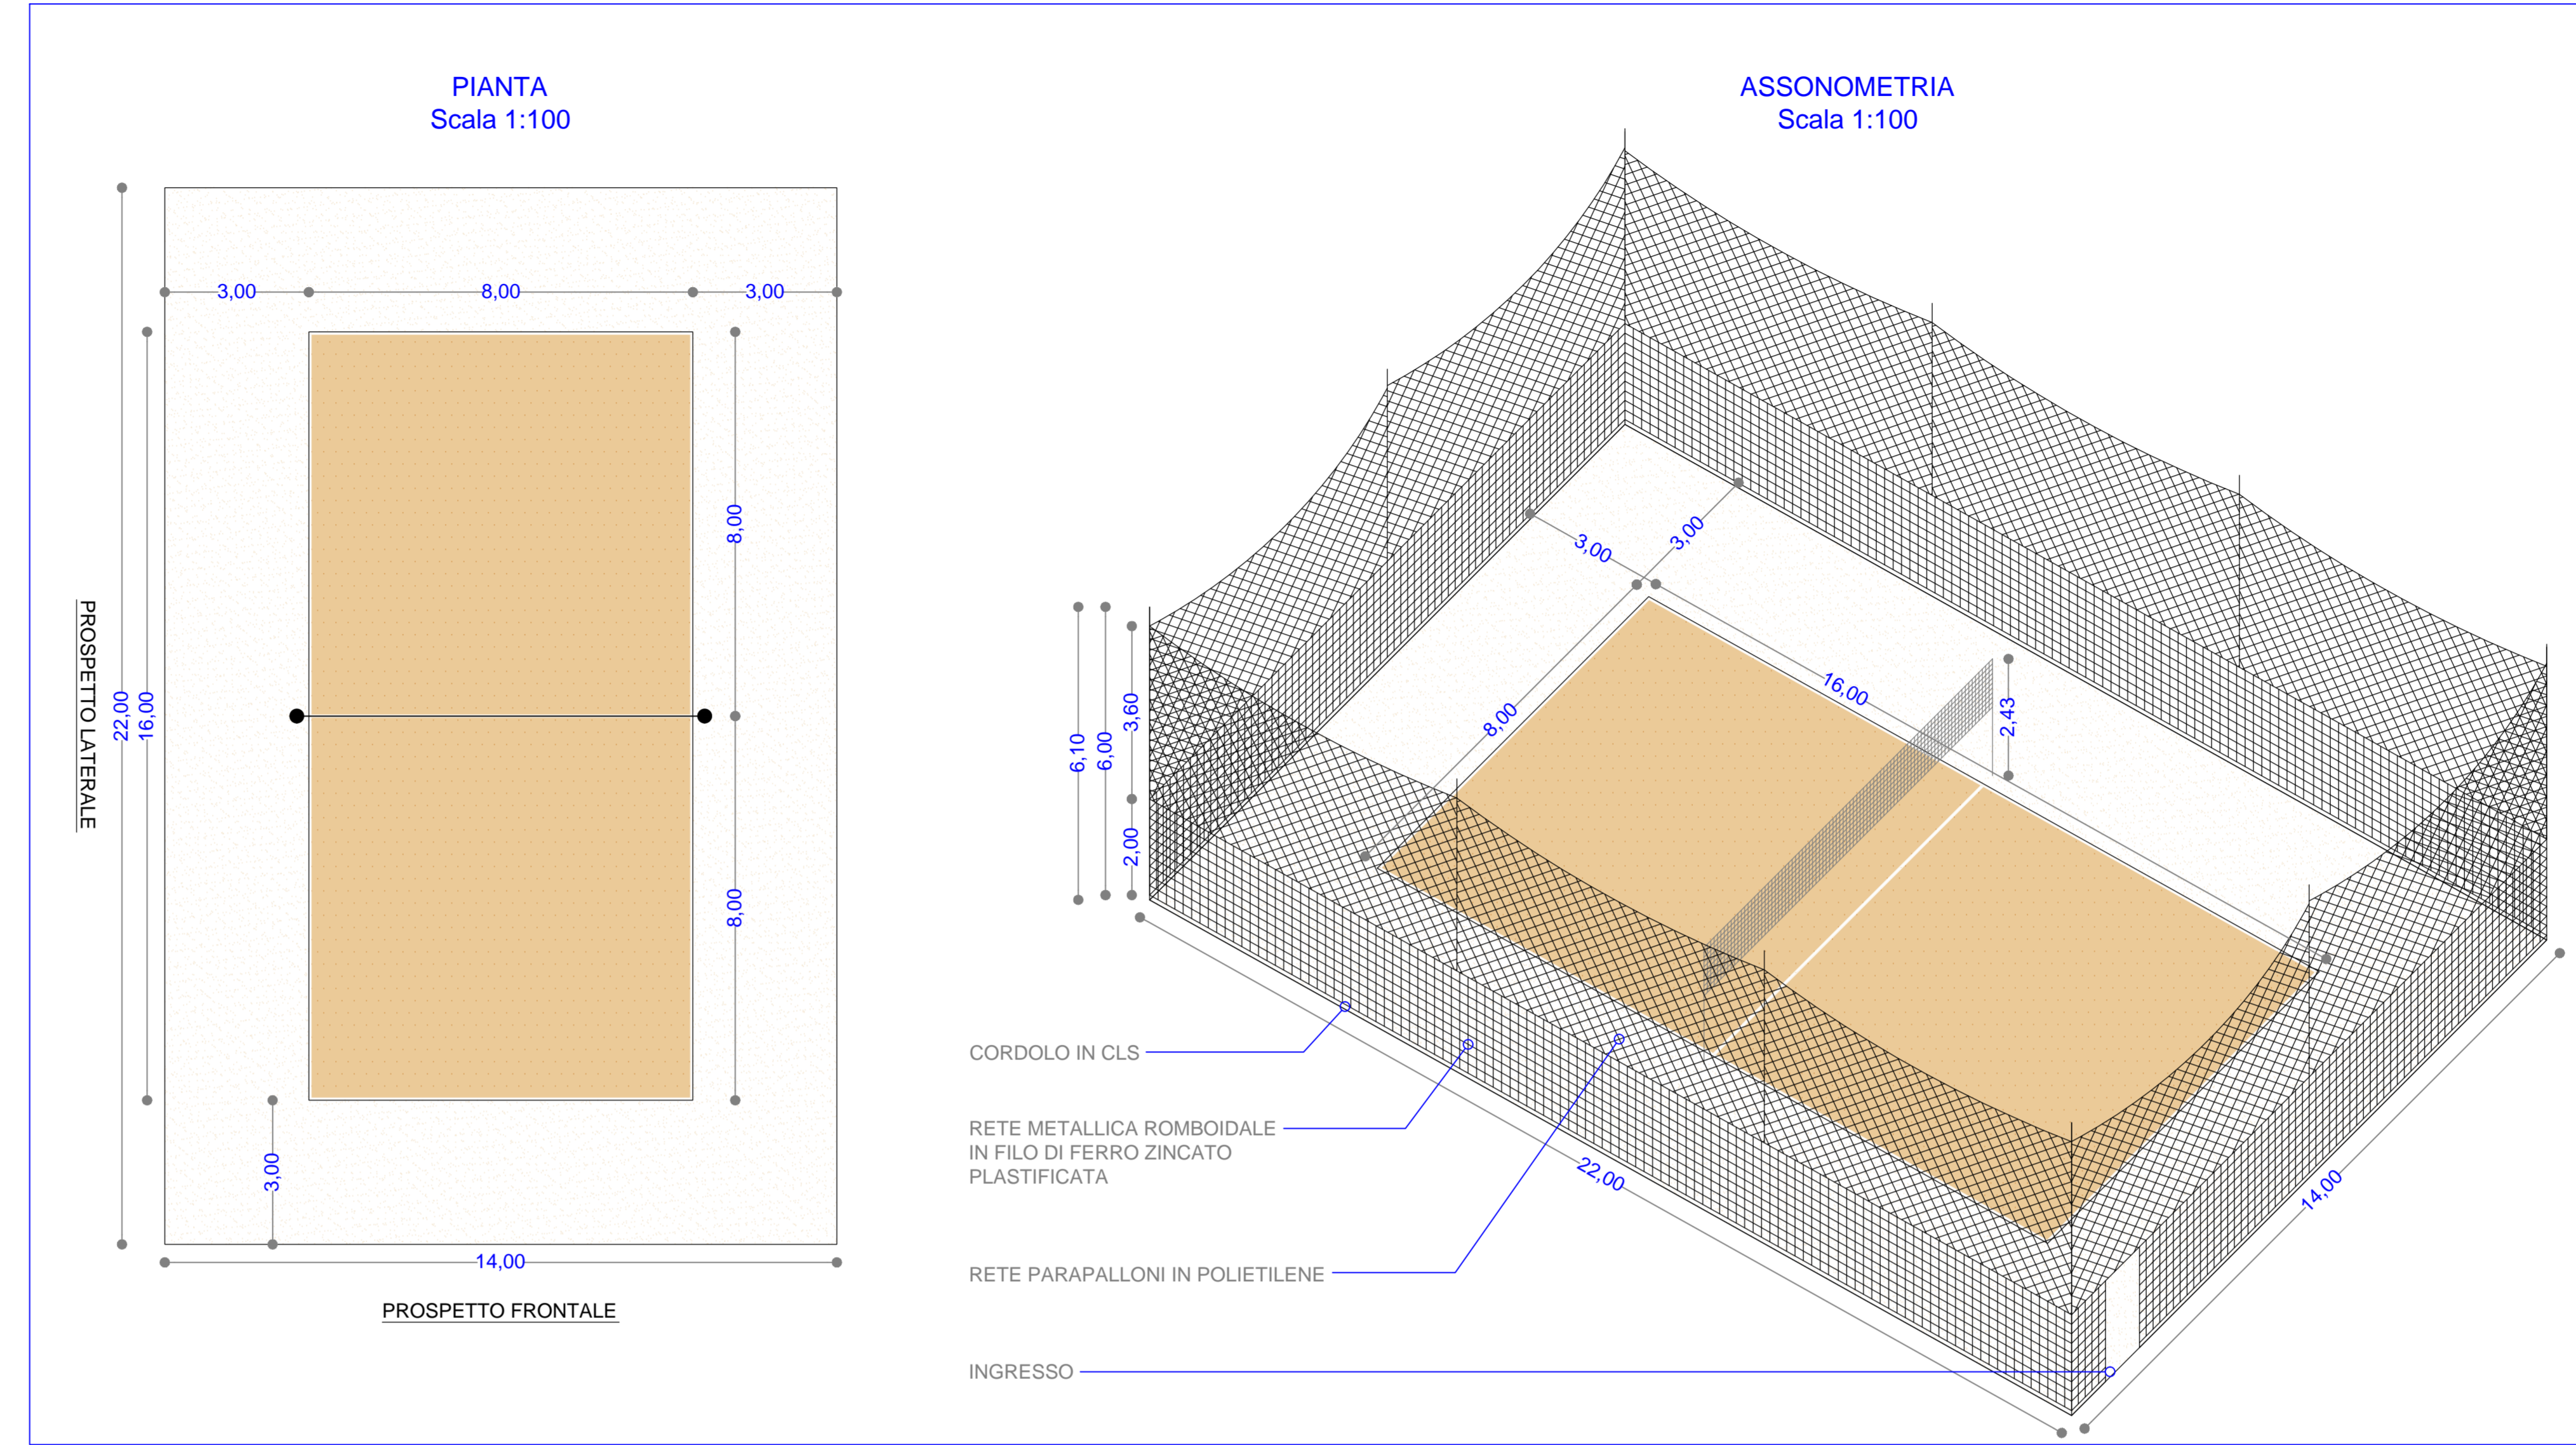 PIANTA
Scala 1:100
3,00
8,00
3,00
8,00
22,00
16,00
8,00
3,00
14,00
PROSPETTO LATERALE
PROSPETTO FRONTALE
ASSONOMETRIA
Scala 1:100
3,00
3,00
8,00
16,00
2,43
6,10
6,00
3,60
2,00
22,00
14,00
CORDOLO IN CLS
RETE METALLICA ROMBOIDALE
IN FILO DI FERRO ZINCATO
PLASTIFICATA
RETE PARAPALLONI IN POLIETILENE
INGRESSO